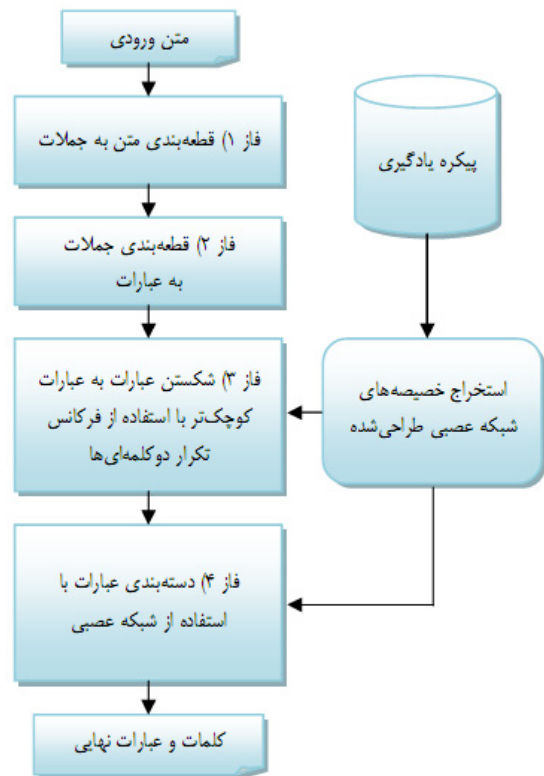 متن ورودی
فاز ۱) قطعه‌بندی متن به جملات
پیکره یادگیری
فاز ۲) قطعه‌بندی جملات
به عبارات
فاز ۳) شکستن عبارات به عبارات
کوچک‌تر با استفاده از فرکانس
تکرار دوکلمه‌ای‌ها
استخراج خصیصه‌های
شبکه عصبی طراحی‌شده
فاز ۴) دسته‌بندی عبارات با
استفاده از شبکه عصبی
کلمات و عبارات نهایی